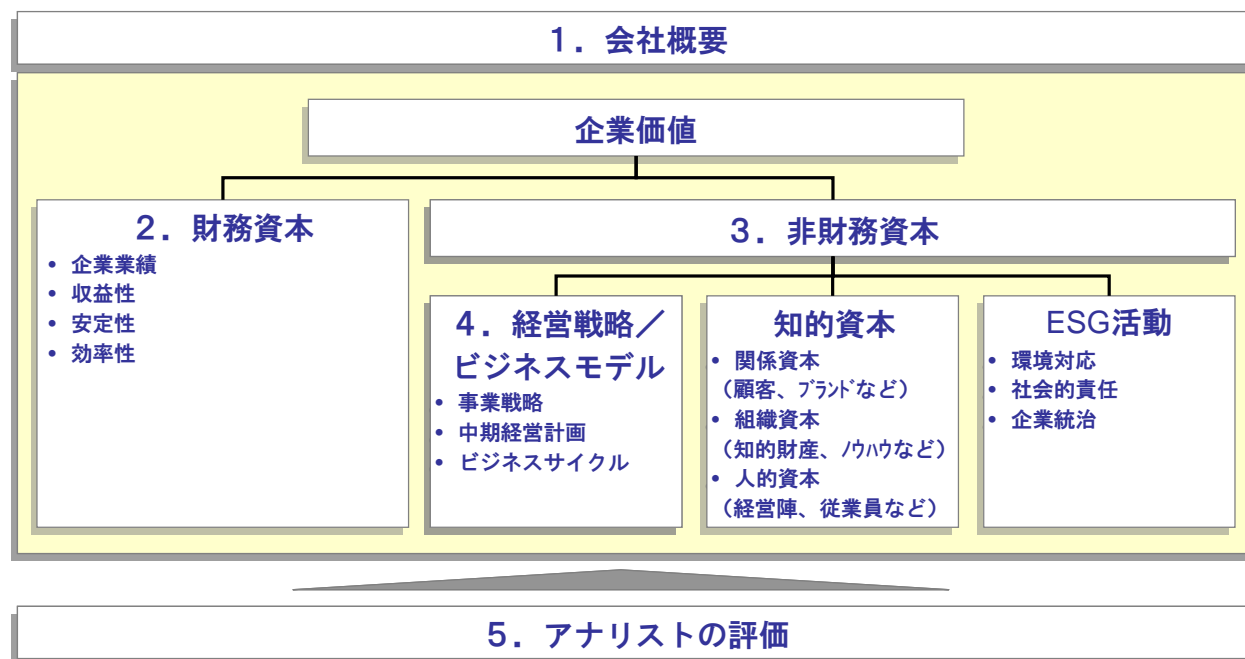 １．会社概要
企業価値
２．財務資本
• 企業業績
• 収益性
• 安定性
• 効率性
３．非財務資本
４．経営戦略／
ビジネスモデル
• 事業戦略
• 中期経営計画
• ビジネスサイクル
知的資本
• 関係資本
（顧客、ﾌﾞﾗﾝﾄﾞなど）
• 組織資本
（知的財産、ﾉｳﾊｳなど）
• 人的資本
（経営陣、従業員など）
ESG活動
• 環境対応
• 社会的責任
• 企業統治
５．アナリストの評価